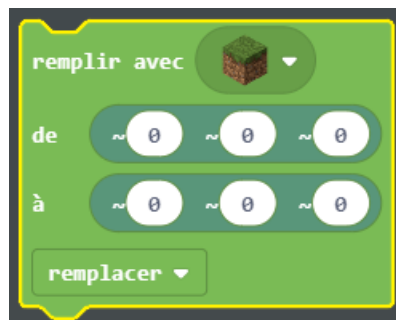 remplir avec
de ~ 0 ~ 0 ~ 0
à ~ 0 ~ 0 ~ 0
remplacer